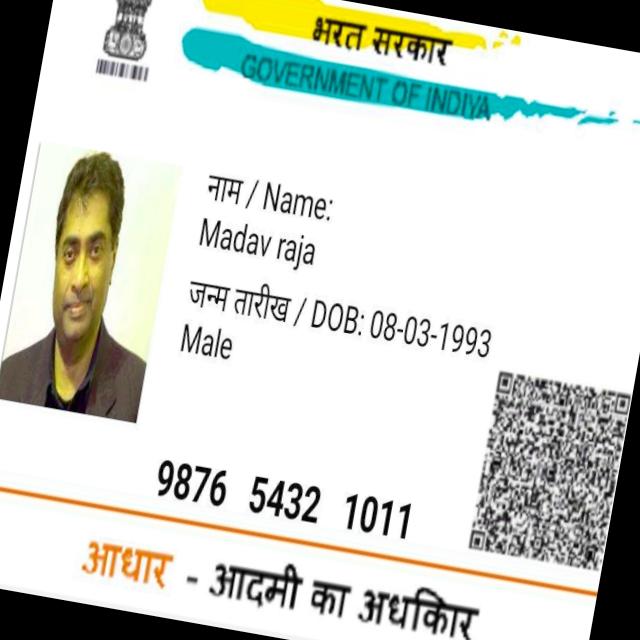 भरत सरकार
GOVERNMENT OF INDIYA
नाम / Name:
Madav raja
जन्म तारीख / DOB: 08-03-1993
Male
9876 5432 1011
आधार - आदमी का अधकिार